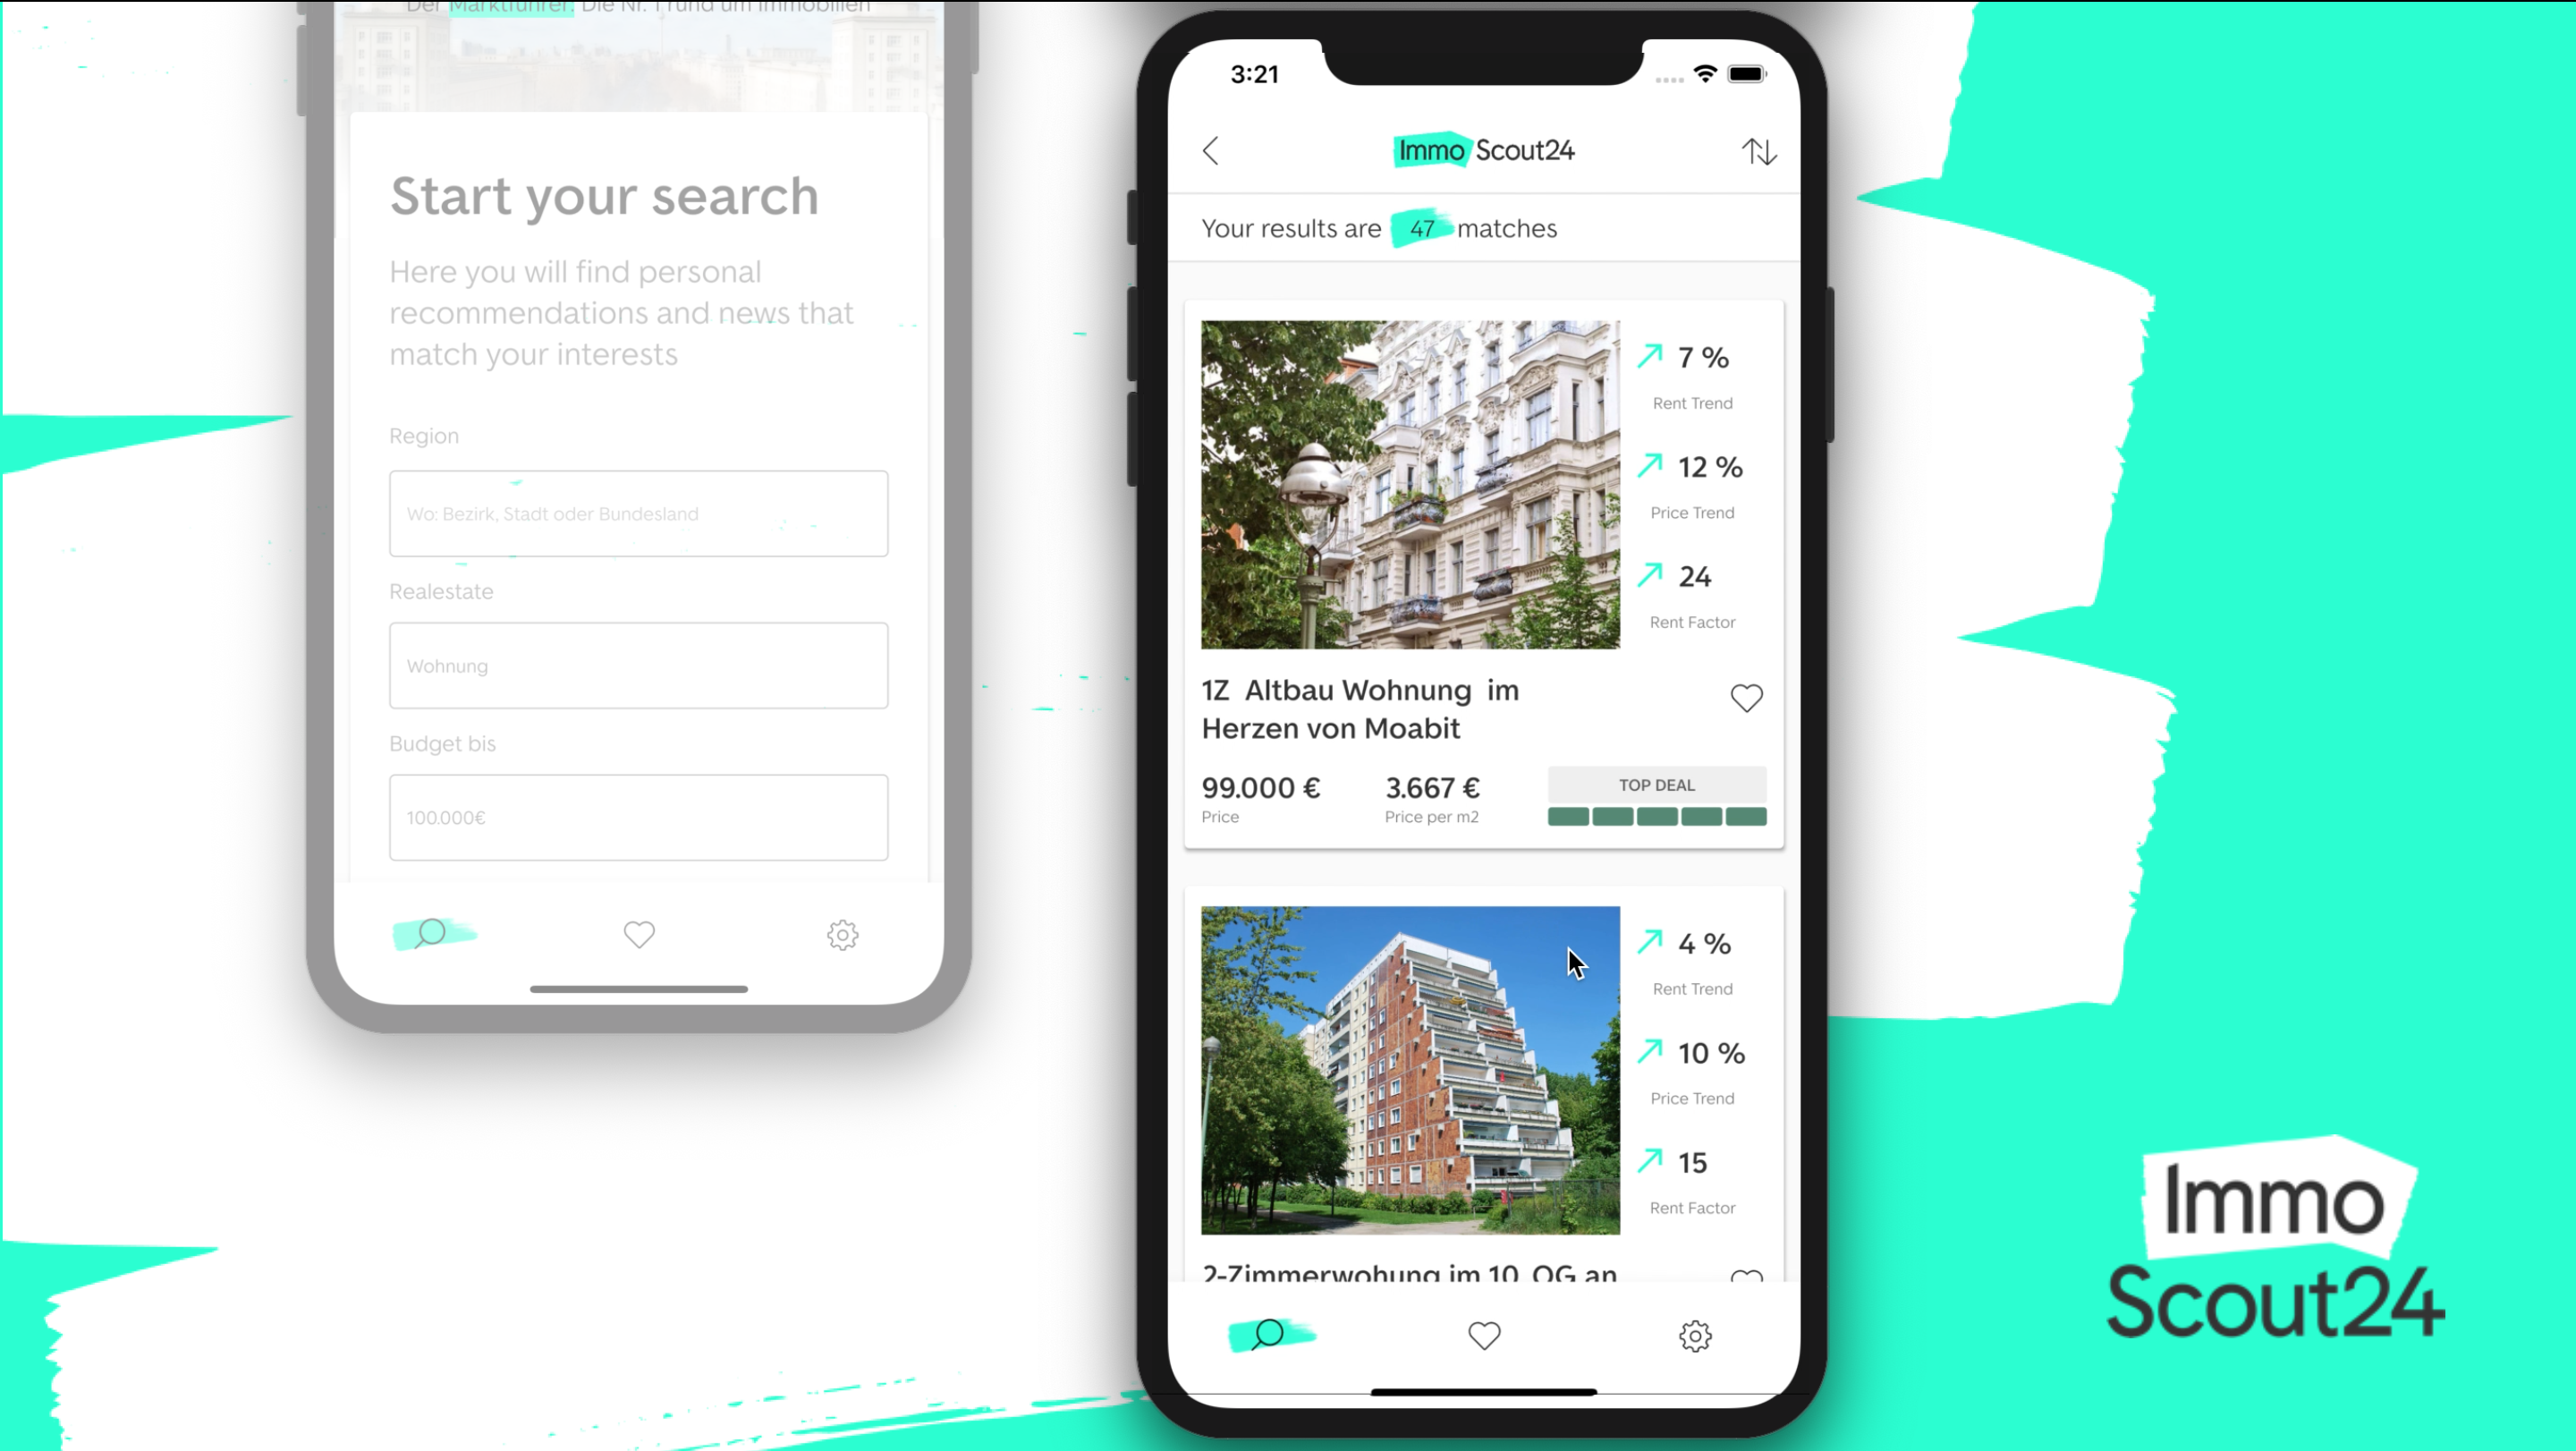 Der Marktführer: Die Nr. 1 rund um Immobilien
Start your search
Here you will find personal
recommendations and news that
match your interests
Region
Wo: Bezirk, Stadt oder Bundesland
Realestate
Wohnung
Budget bis
100.000€
3:21
Immo Scout24
Your results are 47 matches
7 %
Rent Trend
12 %
Price Trend
24
Rent Factor
1Z Altbau Wohnung im
Herzen von Moabit
99.000 €
Price
3.667 €
Price per m2
TOP DEAL
4 %
Rent Trend
10 %
Price Trend
15
Rent Factor
2-Zimmerwohung im 10. OG an
Immo
Scout24